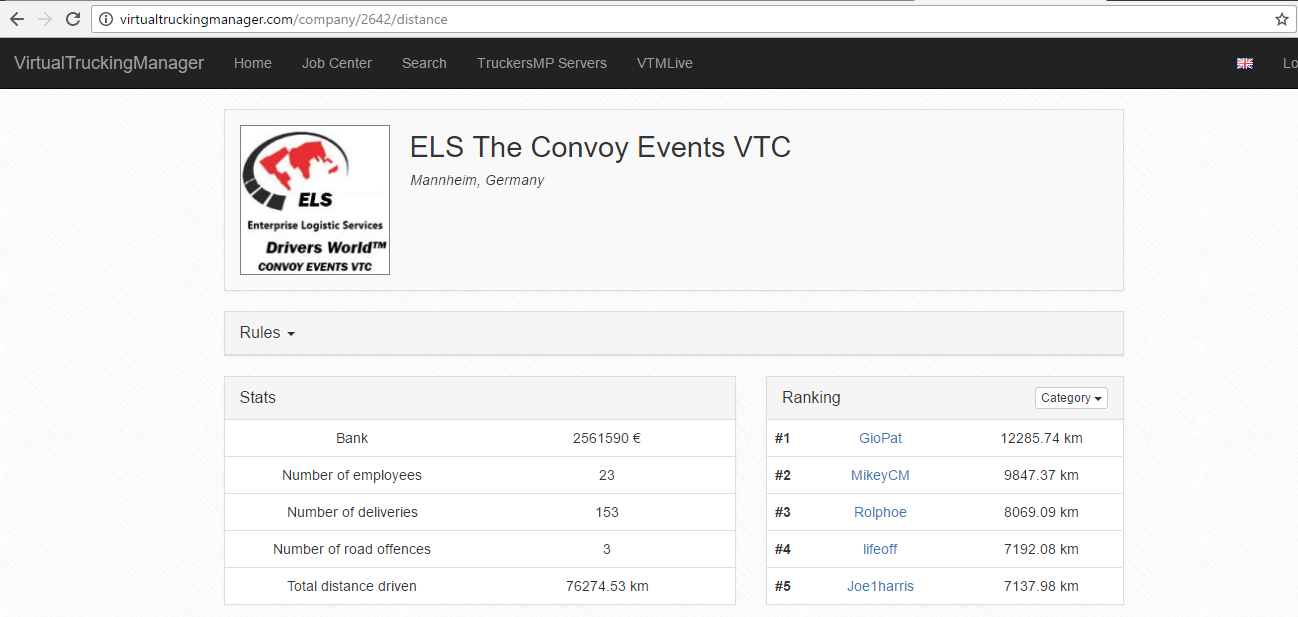 virtualtruckingmanager.com/company/2642/distance
VirtualTruckingManager Home Job Center Search TruckersMP Servers VTMLive Lo
ELS
Enterprise Logistic Services
Drivers World™
CONVOY EVENTS VTC
ELS The Convoy Events VTC
Mannheim, Germany
Rules
Stats
Bank 2561590 €
Number of employees 23
Number of deliveries 153
Number of road offences 3
Total distance driven 76274.53 km
Ranking Category
#1 GioPat 12285.74 km
#2 MikeyCM 9847.37 km
#3 Rolphoe 8069.09 km
#4 lifeoff 7192.08 km
#5 Joe1harris 7137.98 km